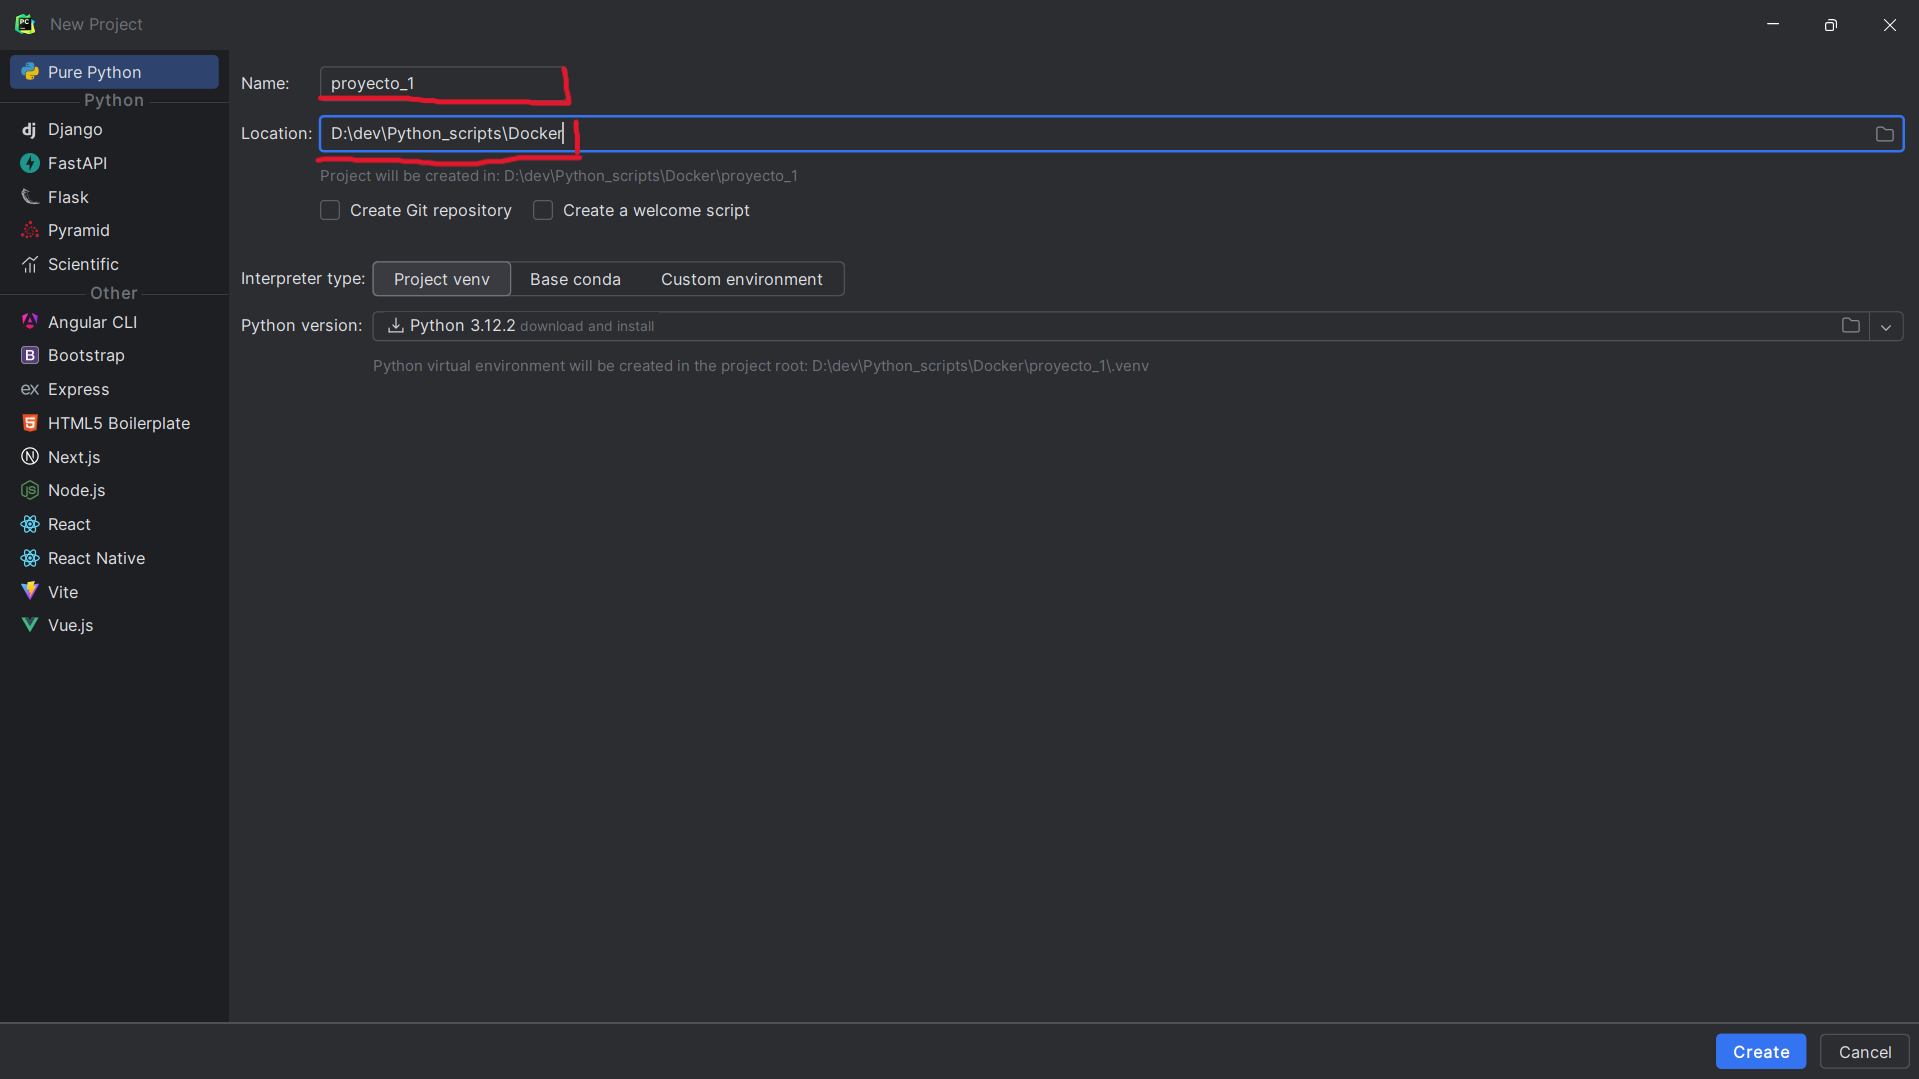 New Project
Pure Python
Python
dj Django
FastAPI
Flask
Pyramid
Scientific
Other
Angular CLI
B Bootstrap
ex Express
HTML5 Boilerplate
Next.js
Node.js
React
React Native
Vite
Vue.js
Name: proyecto_1
Location: D:\dev\Python_scripts\Docker
Project will be created in: D:\dev\Python_scripts\Docker\proyecto_1
Create Git repository Create a welcome script
Interpreter type: Project venv Base conda Custom environment
Python version: Python 3.12.2 download and install
Python virtual environment will be created in the project root: D:\dev\Python_scripts\Docker\proyecto_1\.venv
Create Cancel